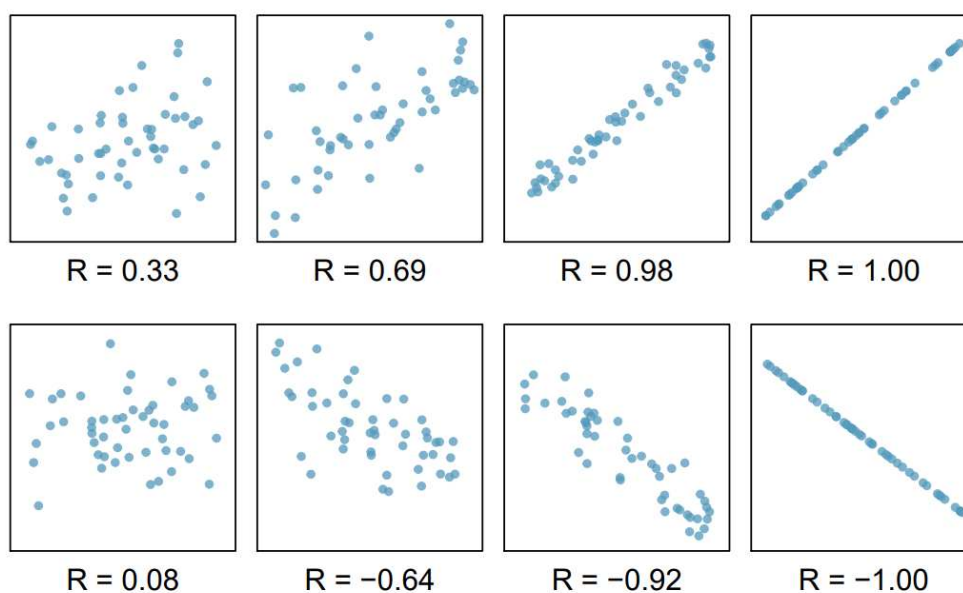 R = 0.33 R = 0.69 R = 0.98 R = 1.00
R = 0.08 R = −0.64 R = −0.92 R = −1.00